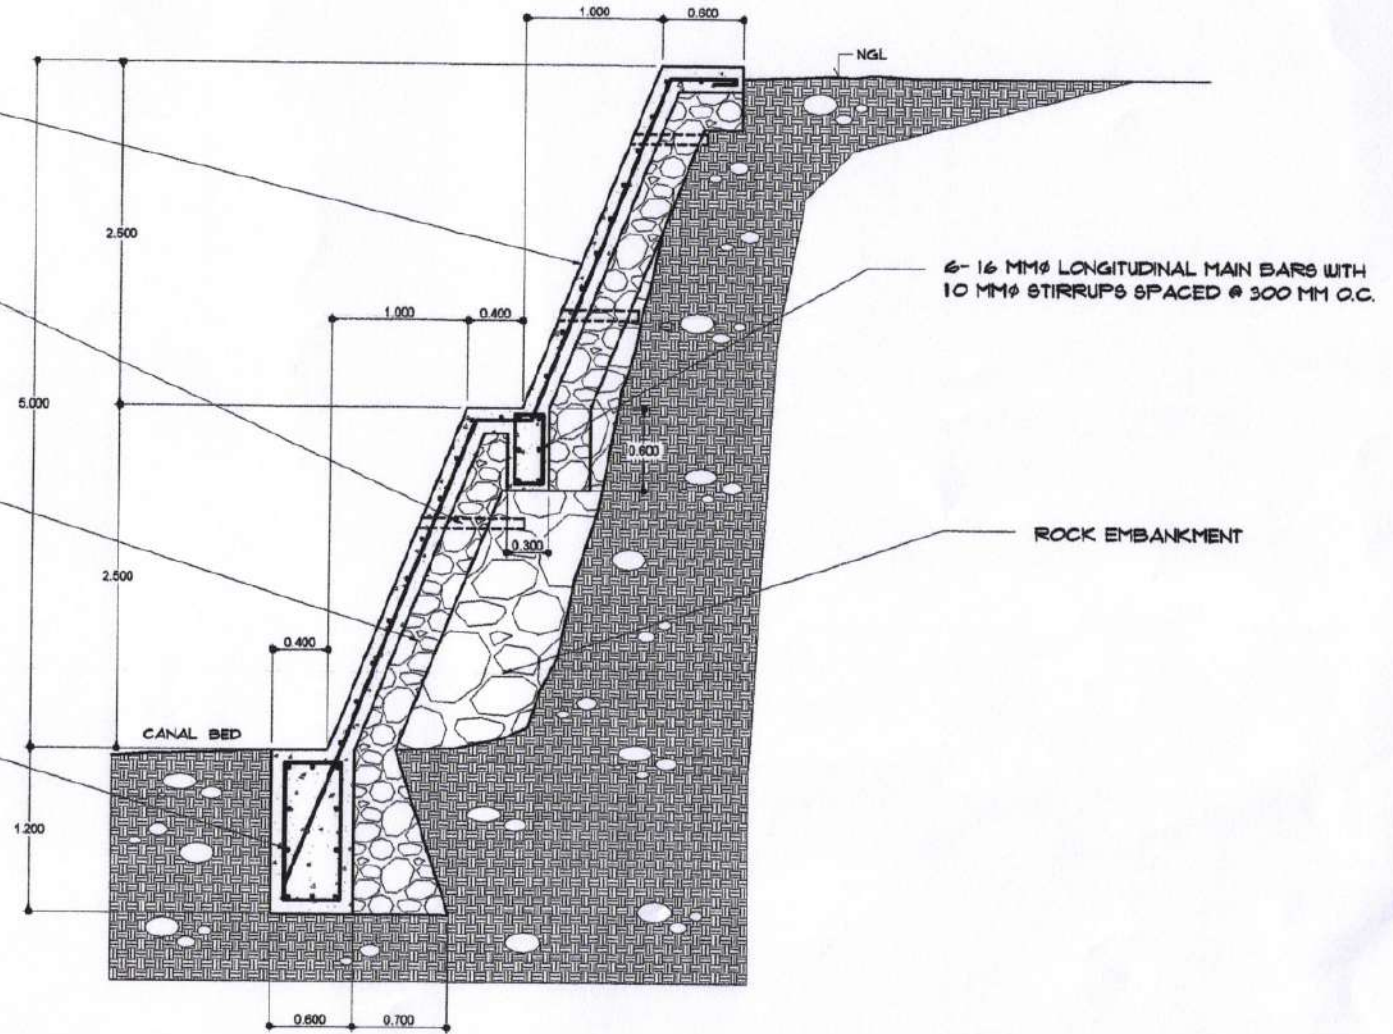 1.000
0.600
NGL
2.500
6- 16 MMØ LONGITUDINAL MAIN BARS WITH
10 MMØ STIRRUPS SPACED @ 300 MM O.C.
1.000
0.400
5.000
0.600
ROCK EMBANKMENT
0.300
2.500
0.400
CANAL BED
1.200
0.600
0.700